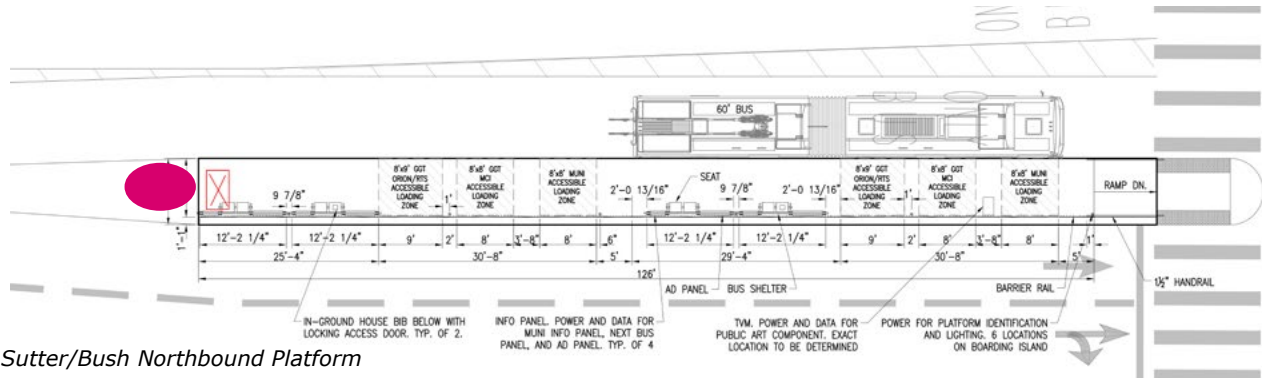 60' BUS
8'x9' GGT
ORION/RTS
ACCESSIBLE
LOADING
ZONE
8'x8' GGT
MCI
ACCESSIBLE
LOADING
ZONE
8'x8' MUNI
ACCESSIBLE
LOADING
ZONE
SEAT
8'x9' GGT
ORION/RTS
ACCESSIBLE
LOADING
ZONE
8'x8' GGT
MCI
ACCESSIBLE
LOADING
ZONE
8'x8' MUNI
ACCESSIBLE
LOADING
ZONE
RAMP DN.
9 7/8" 1' 2'-0 13/16" 9 7/8" 2'-0 13/16" 1'
12'-2 1/4" 12'-2 1/4" 9' 2' 8' 3'-8" 8' 6" 12'-2 1/4" 12'-2 1/4" 9' 2' 8' 3'-8" 8' 1'
25'-4" 30'-8" 5' 29'-4" 30'-8" 5'
126'
AD PANEL
BUS SHELTER
BARRIER RAIL
1½" HANDRAIL
IN-GROUND HOUSE BIB BELOW WITH
LOCKING ACCESS DOOR. TYP. OF 2.
INFO PANEL. POWER AND DATA FOR
MUNI INFO PANEL, NEXT BUS
PANEL, AND AD PANEL. TYP. OF 4
TVM. POWER AND DATA FOR
PUBLIC ART COMPONENT. EXACT
LOCATION TO BE DETERMINED
POWER FOR PLATFORM IDENTIFICATION
AND LIGHTING. 6 LOCATIONS
ON BOARDING ISLAND
Sutter/Bush Northbound Platform